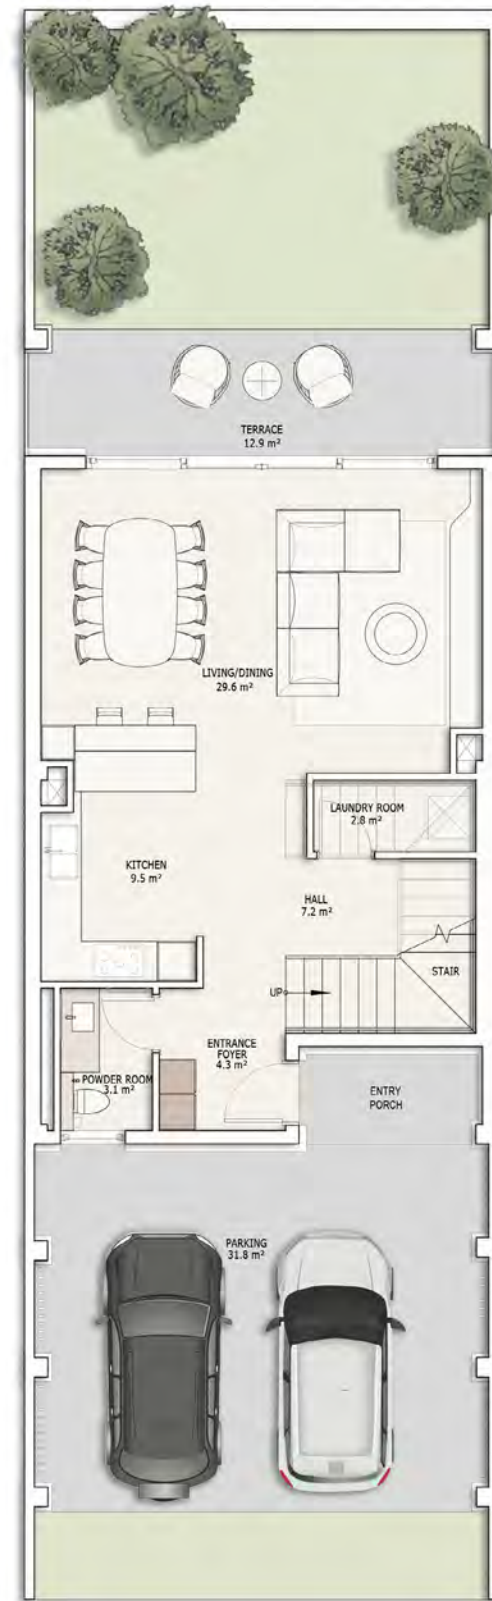 TERRACE
12.9 m²
LIVING/DINING
29.6 m²
LAUNDRY ROOM
2.8 m²
KITCHEN
9.5 m²
HALL
7.2 m²
STAIR
UP
ENTRANCE
FOYER
4.3 m²
POWDER ROOM
3.1 m²
ENTRY
PORCH
PARKING
31.8 m²